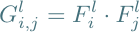 G^l_{i,j} = F^l_i · F^l_j